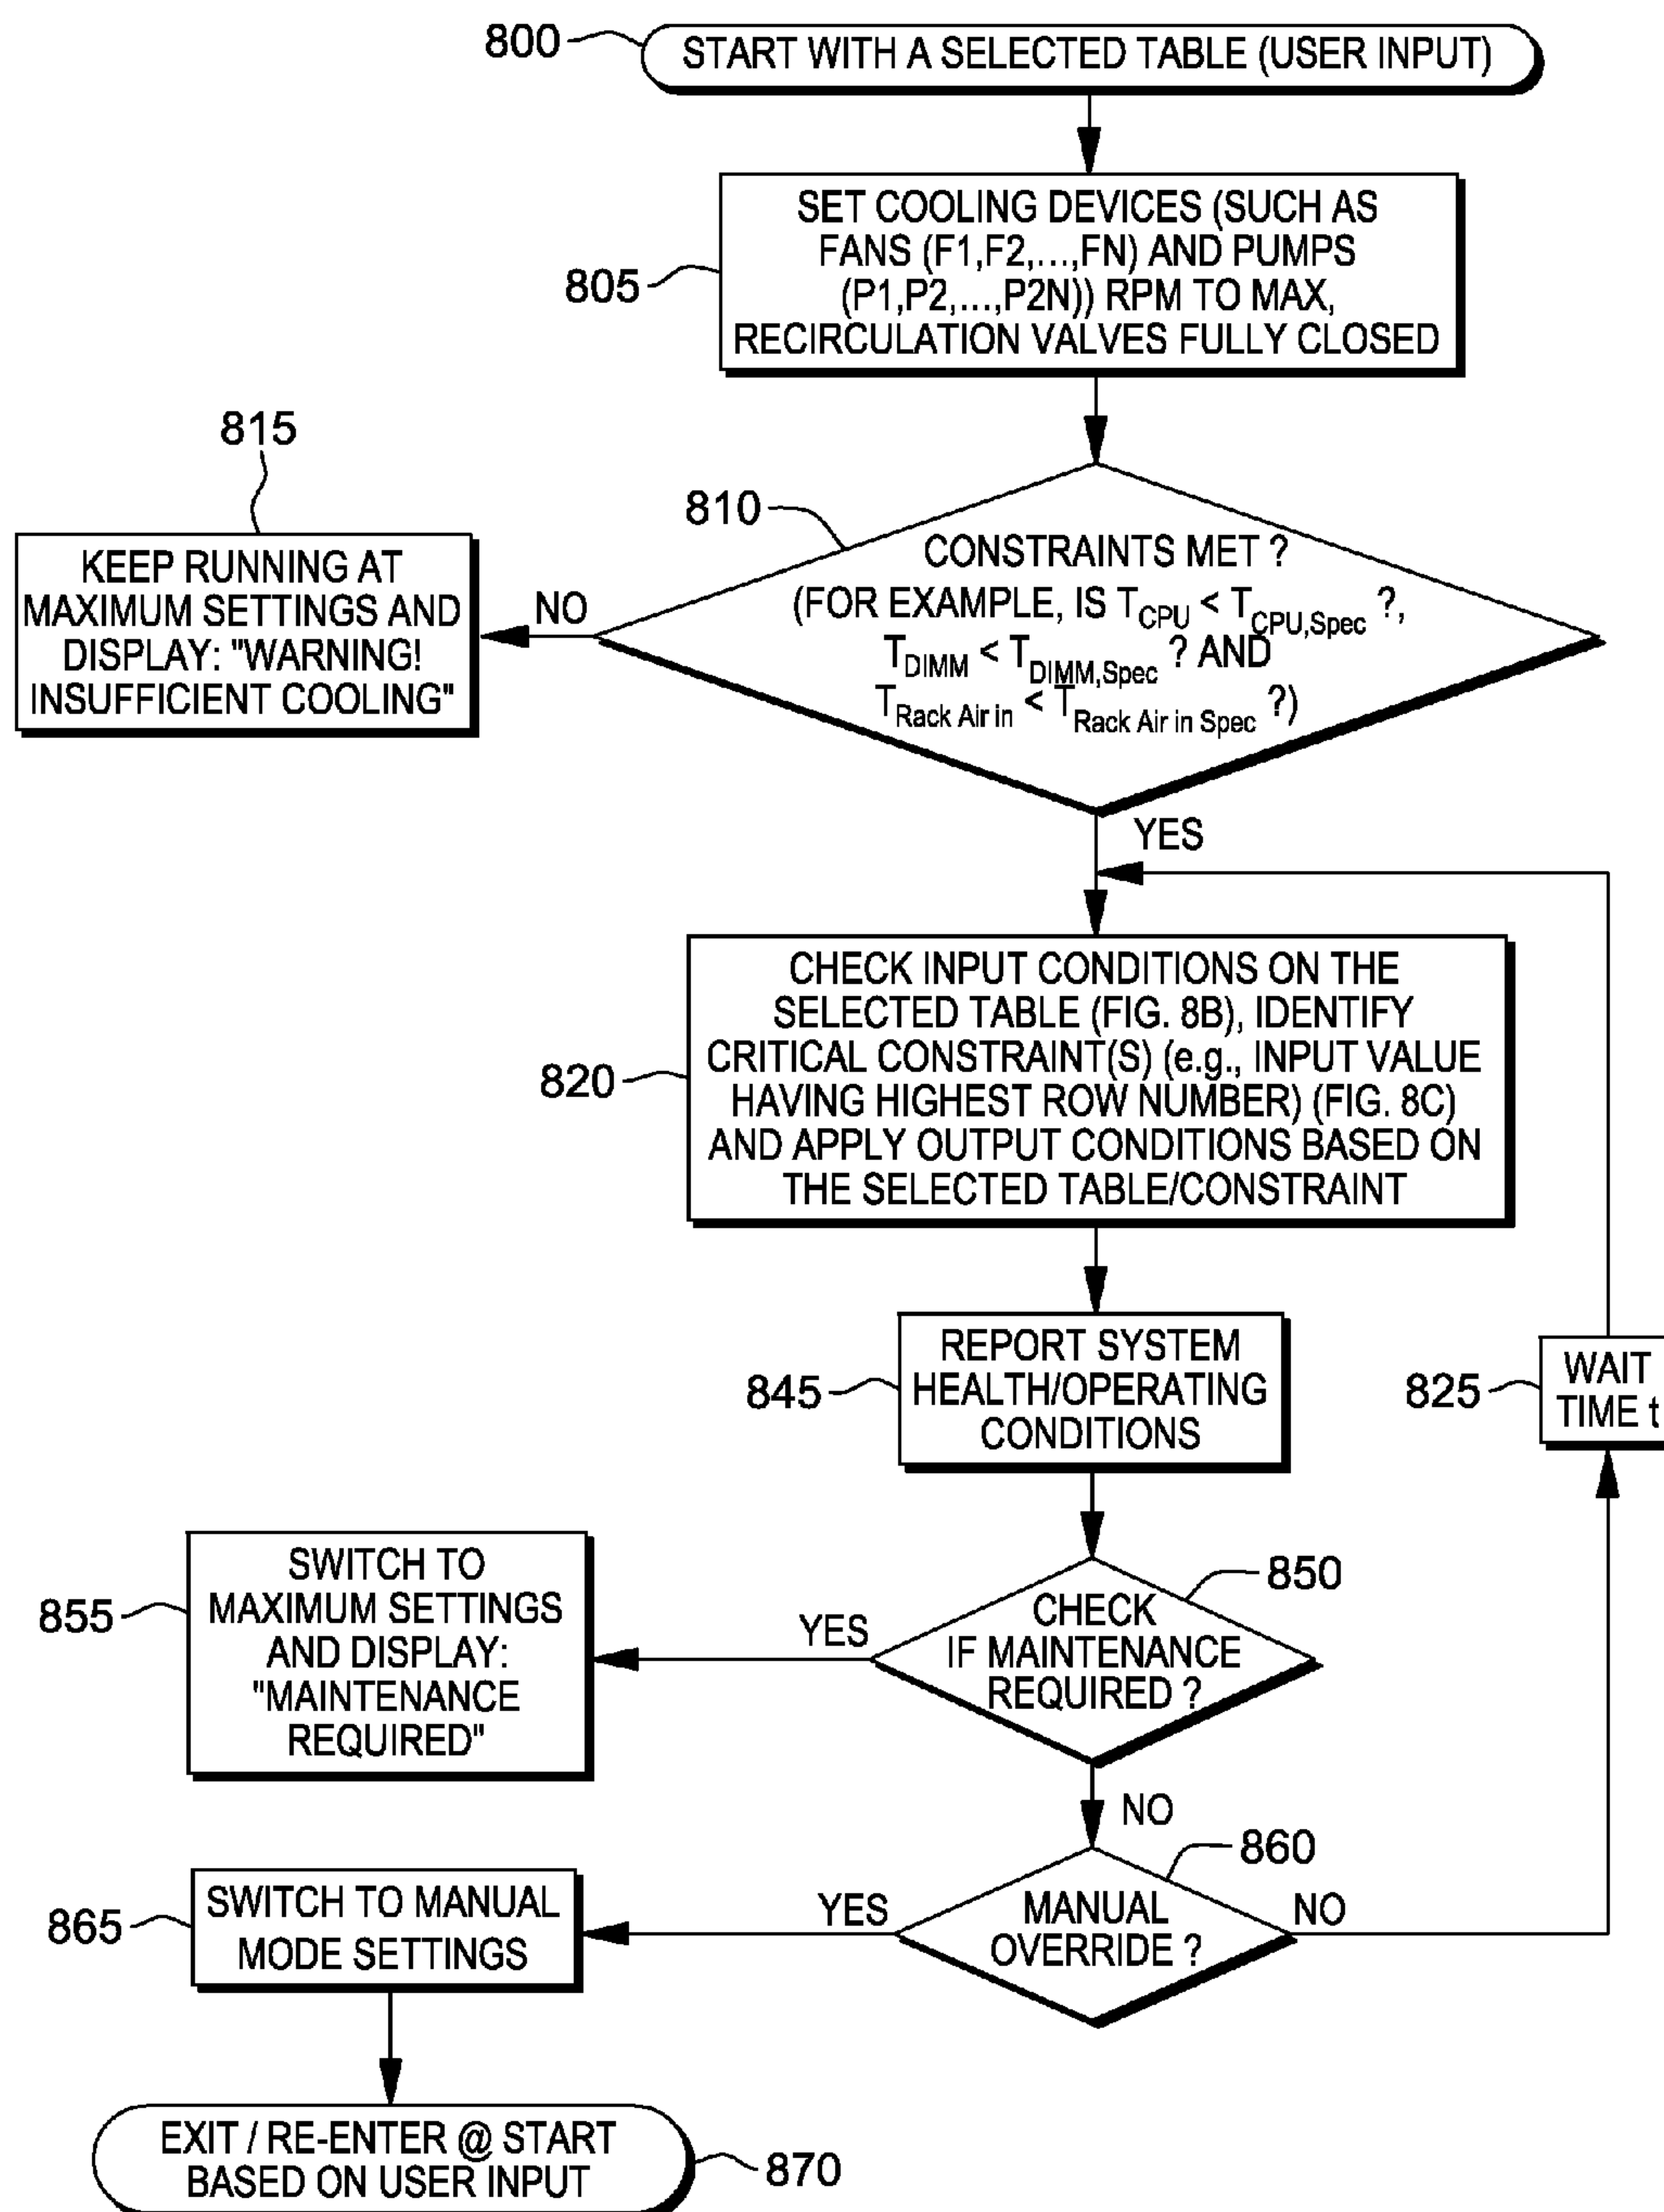 800
START WITH A SELECTED TABLE (USER INPUT)
805
SET COOLING DEVICES (SUCH AS
FANS (F1,F2,...,FN) AND PUMPS
(P1,P2,...,P2N)) RPM TO MAX,
RECIRCULATION VALVES FULLY CLOSED
815
KEEP RUNNING AT
MAXIMUM SETTINGS AND
DISPLAY: "WARNING!
INSUFFICIENT COOLING"
NO
810
CONSTRAINTS MET ?
(FOR EXAMPLE, IS TCPU < TCPU,Spec ?,
TDIMM < TDIMM,Spec ? AND
TRack Air in < TRack Air in Spec ?)
YES
820
CHECK INPUT CONDITIONS ON THE
SELECTED TABLE (FIG. 8B), IDENTIFY
CRITICAL CONSTRAINT(S) (e.g., INPUT VALUE
HAVING HIGHEST ROW NUMBER) (FIG. 8C)
AND APPLY OUTPUT CONDITIONS BASED ON
THE SELECTED TABLE/CONSTRAINT
845
REPORT SYSTEM
HEALTH/OPERATING
CONDITIONS
825
WAIT
TIME t
855
SWITCH TO
MAXIMUM SETTINGS
AND DISPLAY:
"MAINTENANCE
REQUIRED"
YES
850
CHECK
IF MAINTENANCE
REQUIRED ?
NO
865
SWITCH TO MANUAL
MODE SETTINGS
YES
860
MANUAL
OVERRIDE ?
NO
EXIT / RE-ENTER @ START
BASED ON USER INPUT
870